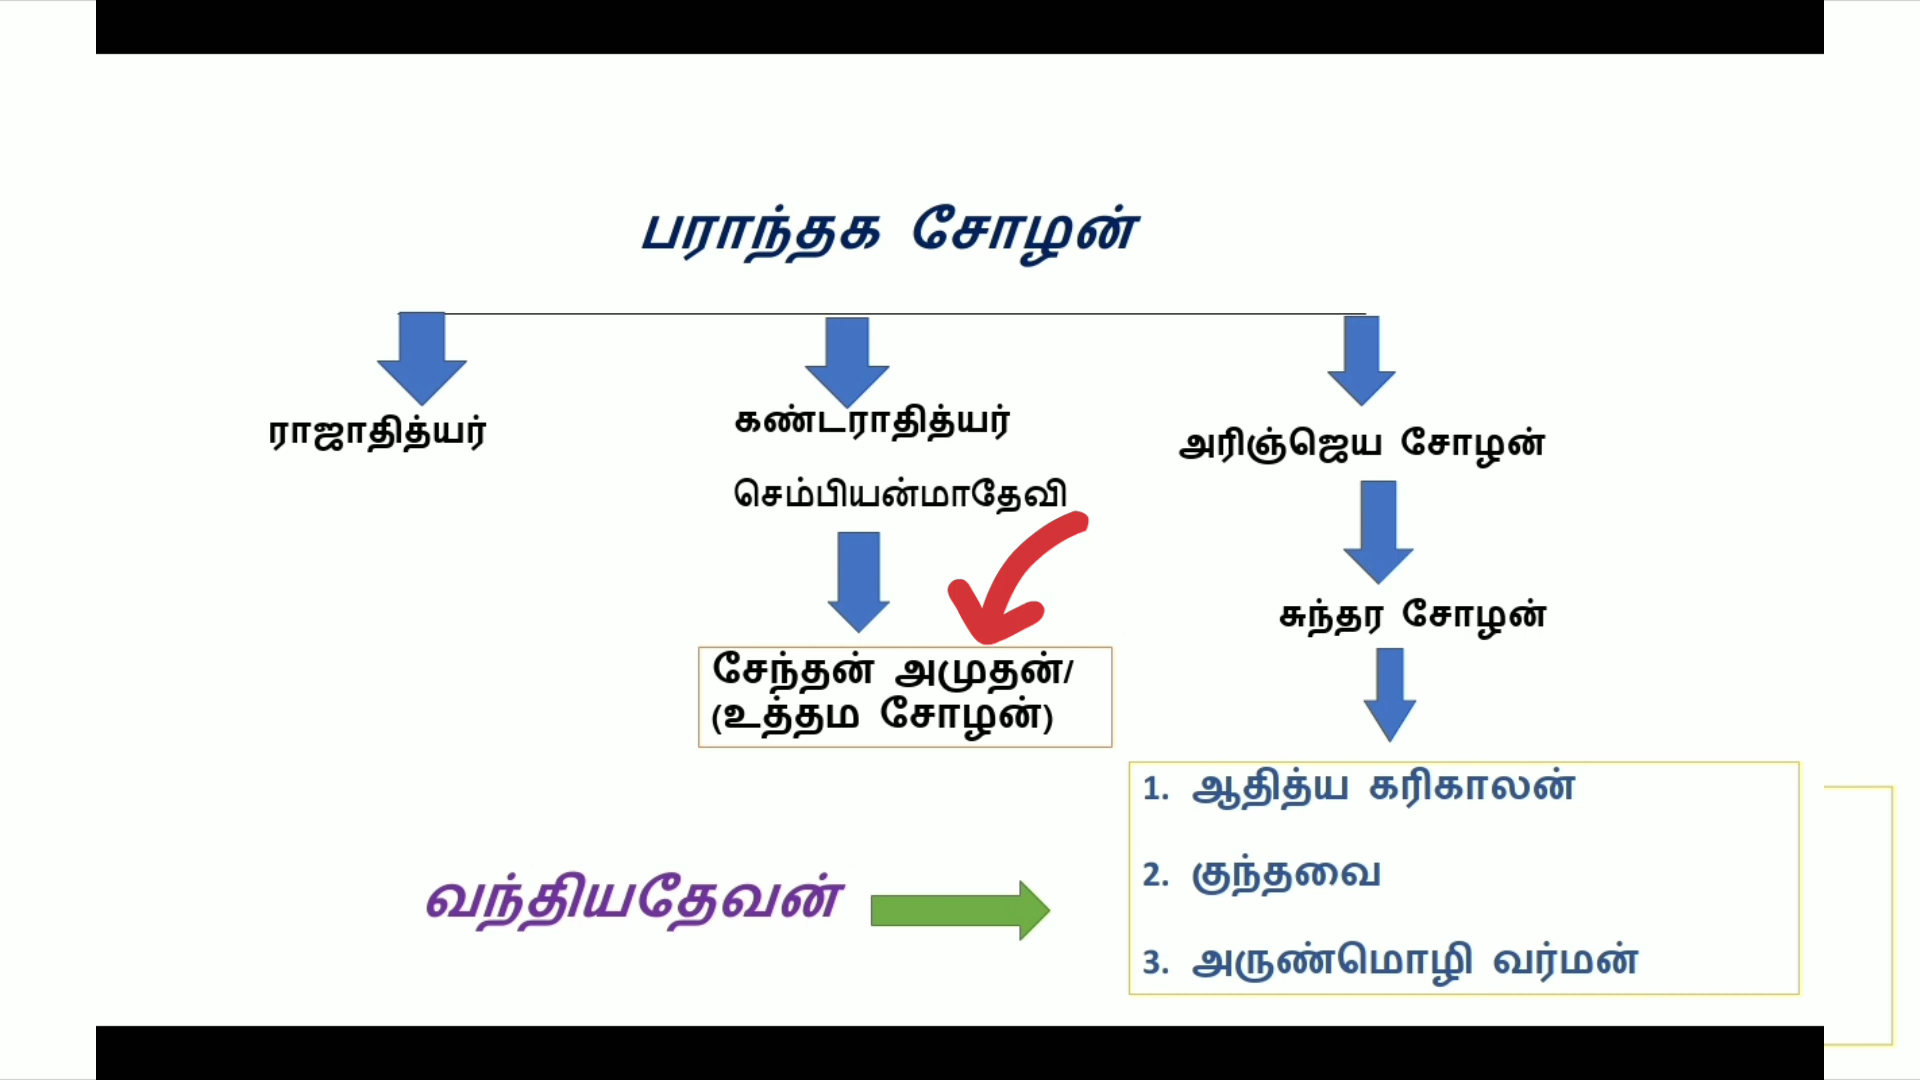 பராந்தக சோழன்
ராஜாதித்யர்
கண்டராதித்யர்
செம்பியன்மாதேவி
அரிஞ்ஜெய சோழன்
சுந்தர சோழன்
சேந்தன் அமுதன்/
(உத்தம சோழன்)
1. ஆதித்ய கரிகாலன்
2. குந்தவை
3. அருண்மொழி வர்மன்
வந்தியதேவன்